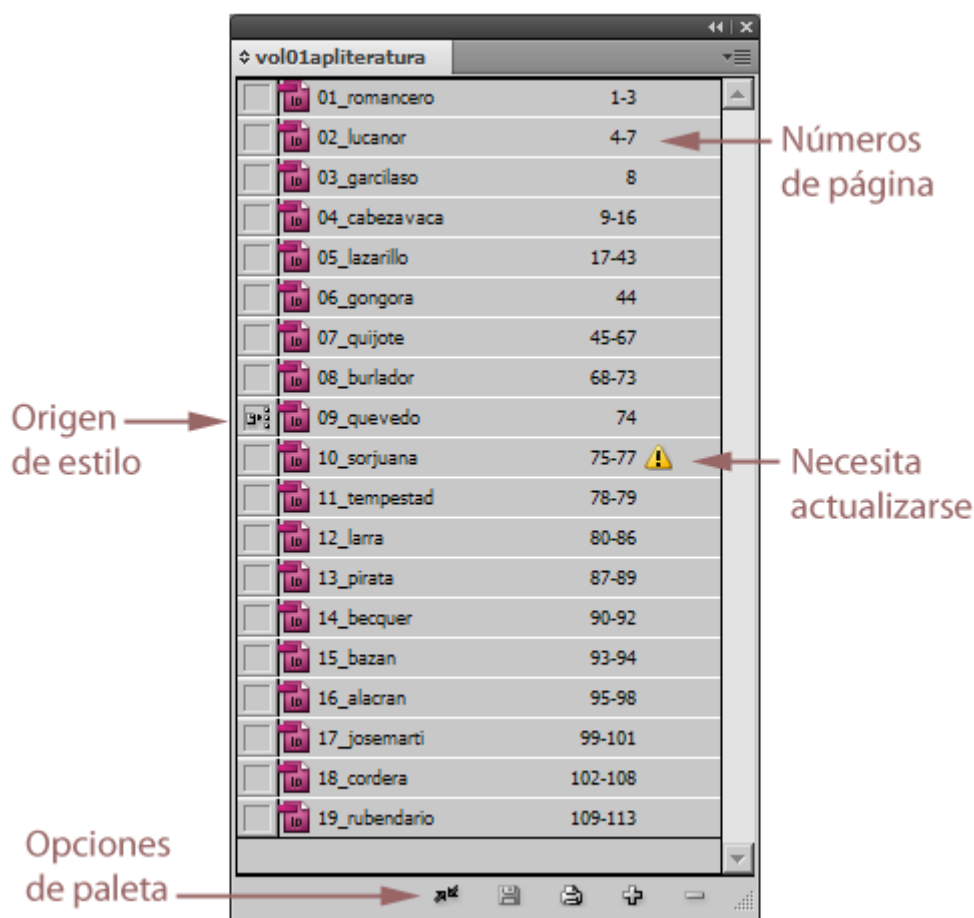 vol01apliteratura
01_romancero 1-3
02_lucanor 4-7
Números
de página
03_garcilaso 8
04_cabezavaca 9-16
05_lazarillo 17-43
06_gongora 44
07_quijote 45-67
08_burlador 68-73
Origen
de estilo
09_quevedo 74
10_sorjuana 75-77
Necesita
actualizarse
11_tempestad 78-79
12_larra 80-86
13_pirata 87-89
14_becquer 90-92
15_bazan 93-94
16_alacran 95-98
17_josemarti 99-101
18_cordera 102-108
19_rubendario 109-113
Opciones
de paleta